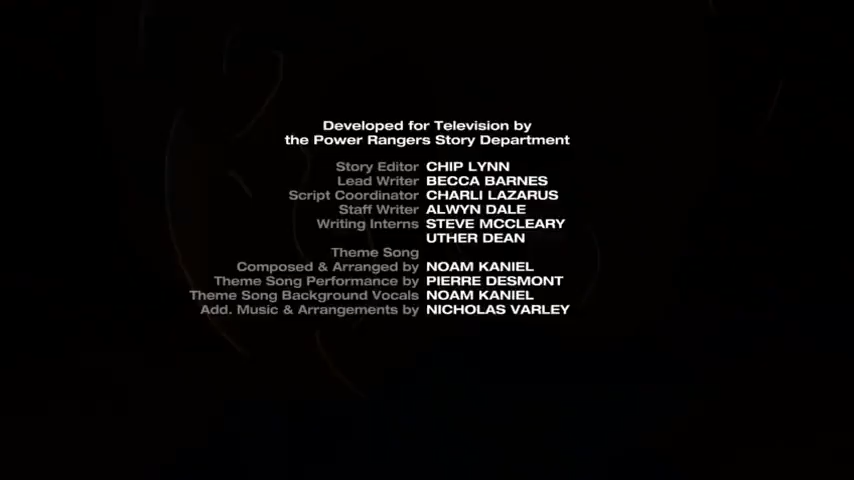 Developed for Television by
the Power Rangers Story Department
Story Editor CHIP LYNN
Lead Writer BECCA BARNES
Script Coordinator CHARLI LAZARUS
Staff Writer ALWYN DALE
Writing Interns STEVE MCCLEARY
UTHER DEAN
Theme Song
Composed & Arranged by NOAM KANIEL
Theme Song Performance by PIERRE DESMONT
Theme Song Background Vocals NOAM KANIEL
Add. Music & Arrangements by NICHOLAS VARLEY